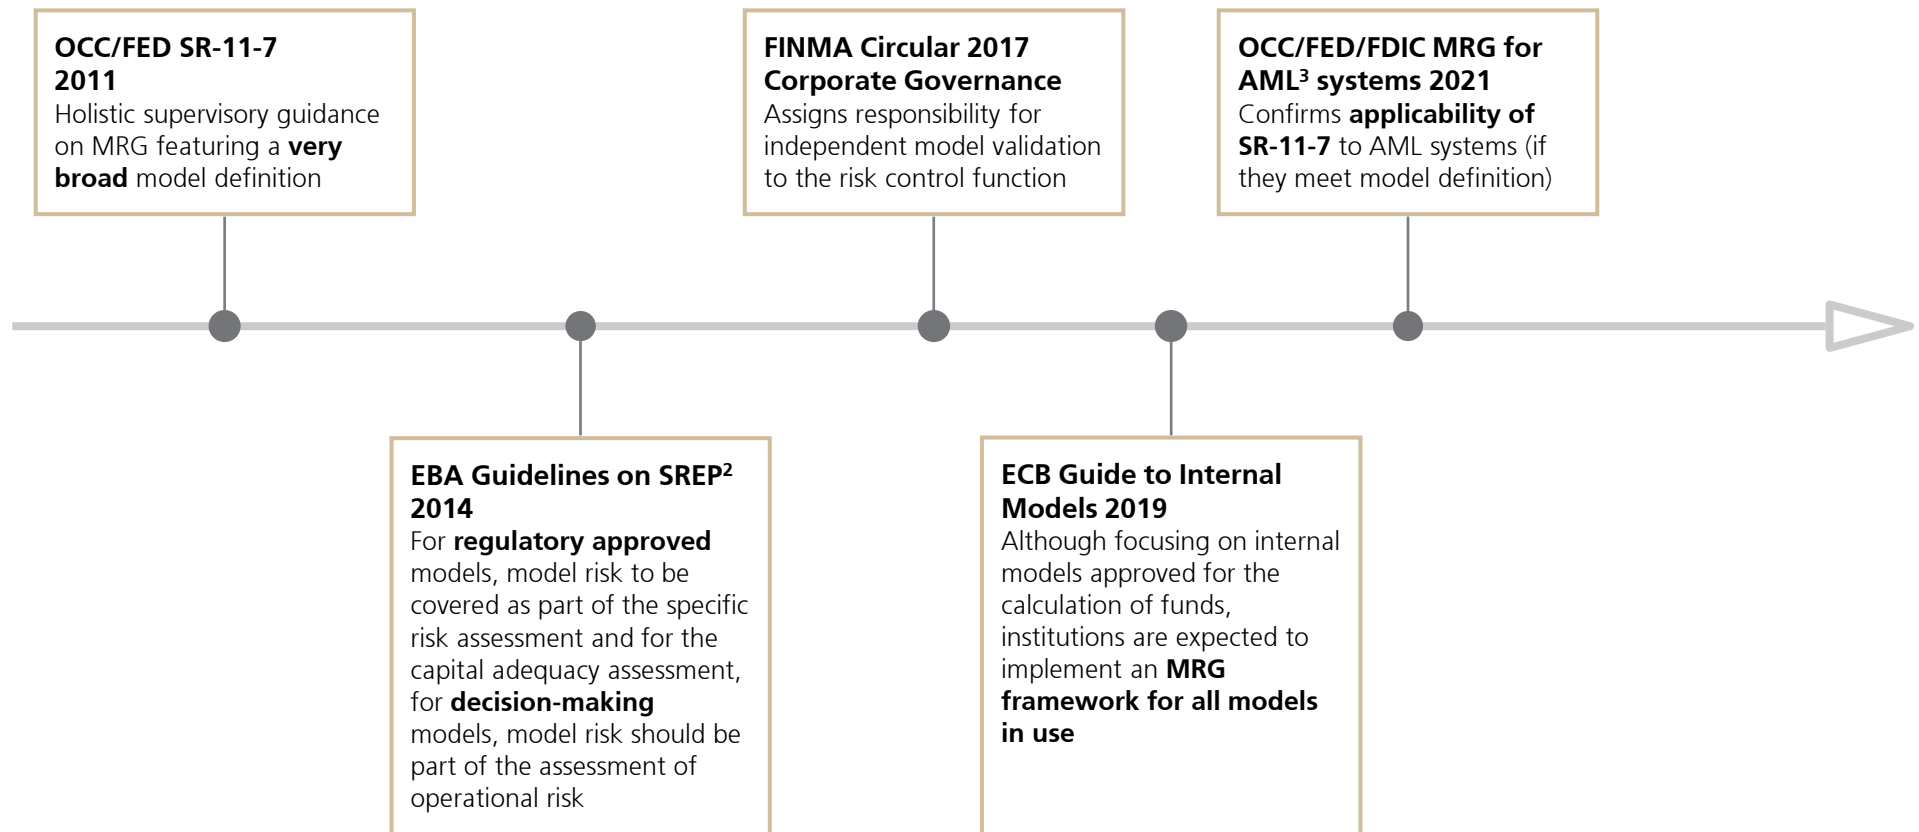 OCC/FED SR-11-7
2011
Holistic supervisory guidance
on MRG featuring a very
broad model definition
FINMA Circular 2017
Corporate Governance
Assigns responsibility for
independent model validation
to the risk control function
OCC/FED/FDIC MRG for
AML³ systems 2021
Confirms applicability of
SR-11-7 to AML systems (if
they meet model definition)
EBA Guidelines on SREP²
2014
For regulatory approved
models, model risk to be
covered as part of the specific
risk assessment and for the
capital adequacy assessment,
for decision-making
models, model risk should be
part of the assessment of
operational risk
ECB Guide to Internal
Models 2019
Although focusing on internal
models approved for the
calculation of funds,
institutions are expected to
implement an MRG
framework for all models
in use